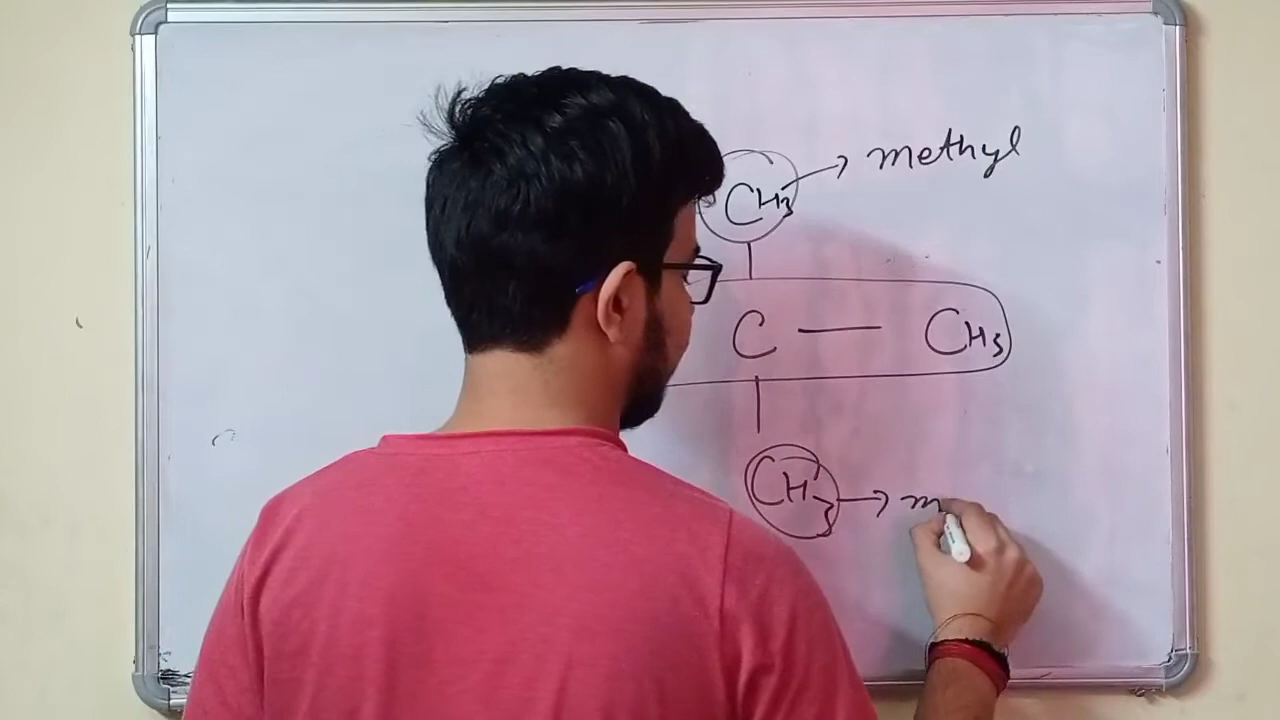 CH3 → methyl
C — CH3
CH3 → m